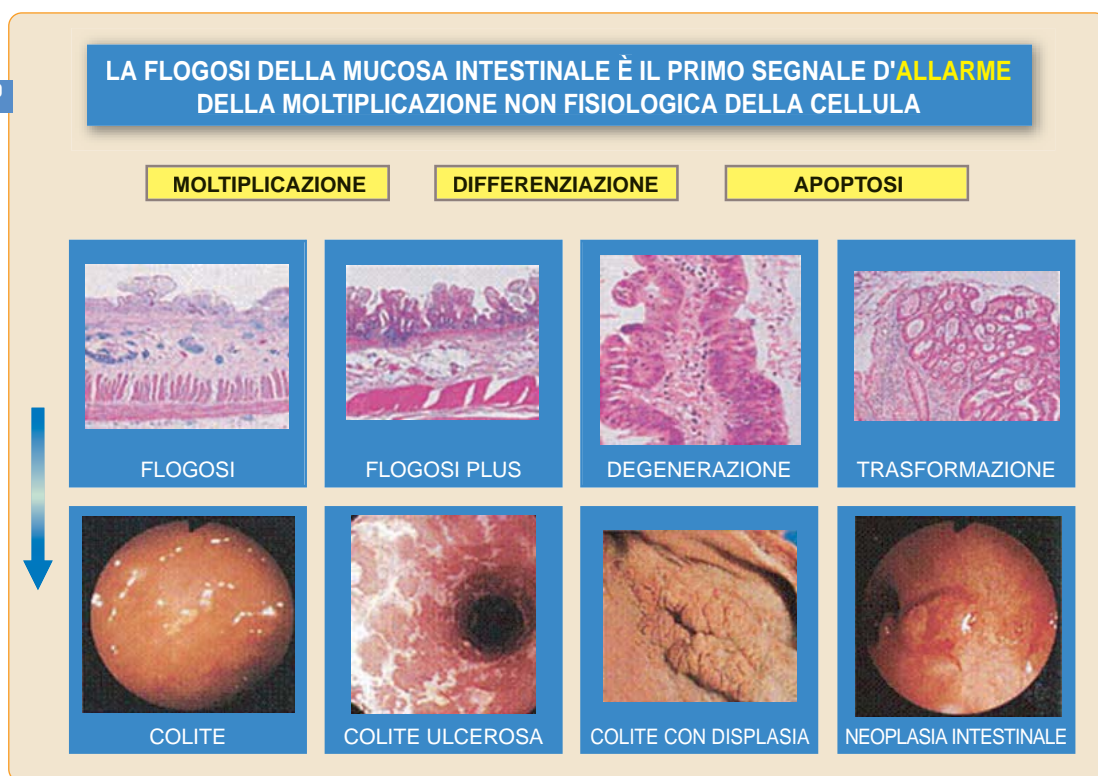 LA FLOGOSI DELLA MUCOSA INTESTINALE È IL PRIMO SEGNALE D'ALLARME
DELLA MOLTIPLICAZIONE NON FISIOLOGICA DELLA CELLULA
MOLTIPLICAZIONE
DIFFERENZIAZIONE
APOPTOSI
FLOGOSI
FLOGOSI PLUS
DEGENERAZIONE
TRASFORMAZIONE
COLITE
COLITE ULCEROSA
COLITE CON DISPLASIA
NEOPLASIA INTESTINALE